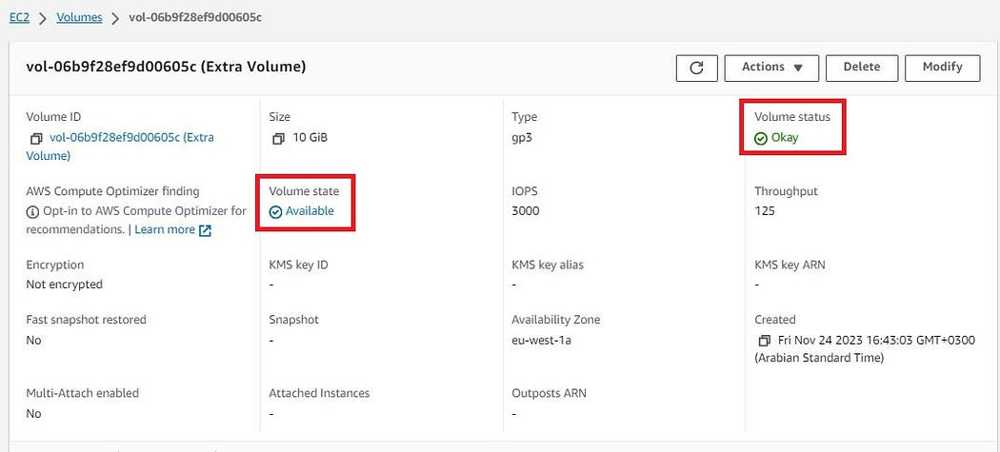 EC2 > Volumes > vol-06b9f28ef9d00605c
vol-06b9f28ef9d00605c (Extra Volume)
Actions
Delete
Modify
Volume ID
vol-06b9f28ef9d00605c (Extra
Volume)
Size
10 GiB
Type
gp3
Volume status
Okay
AWS Compute Optimizer finding
Opt-in to AWS Compute Optimizer for
recommendations. | Learn more
Volume state
Available
IOPS
3000
Throughput
125
Encryption
Not encrypted
KMS key ID
-
KMS key alias
-
KMS key ARN
-
Fast snapshot restored
No
Snapshot
-
Availability Zone
eu-west-1a
Created
Fri Nov 24 2023 16:43:03 GMT+0300
(Arabian Standard Time)
Multi-Attach enabled
No
Attached Instances
-
Outposts ARN
-